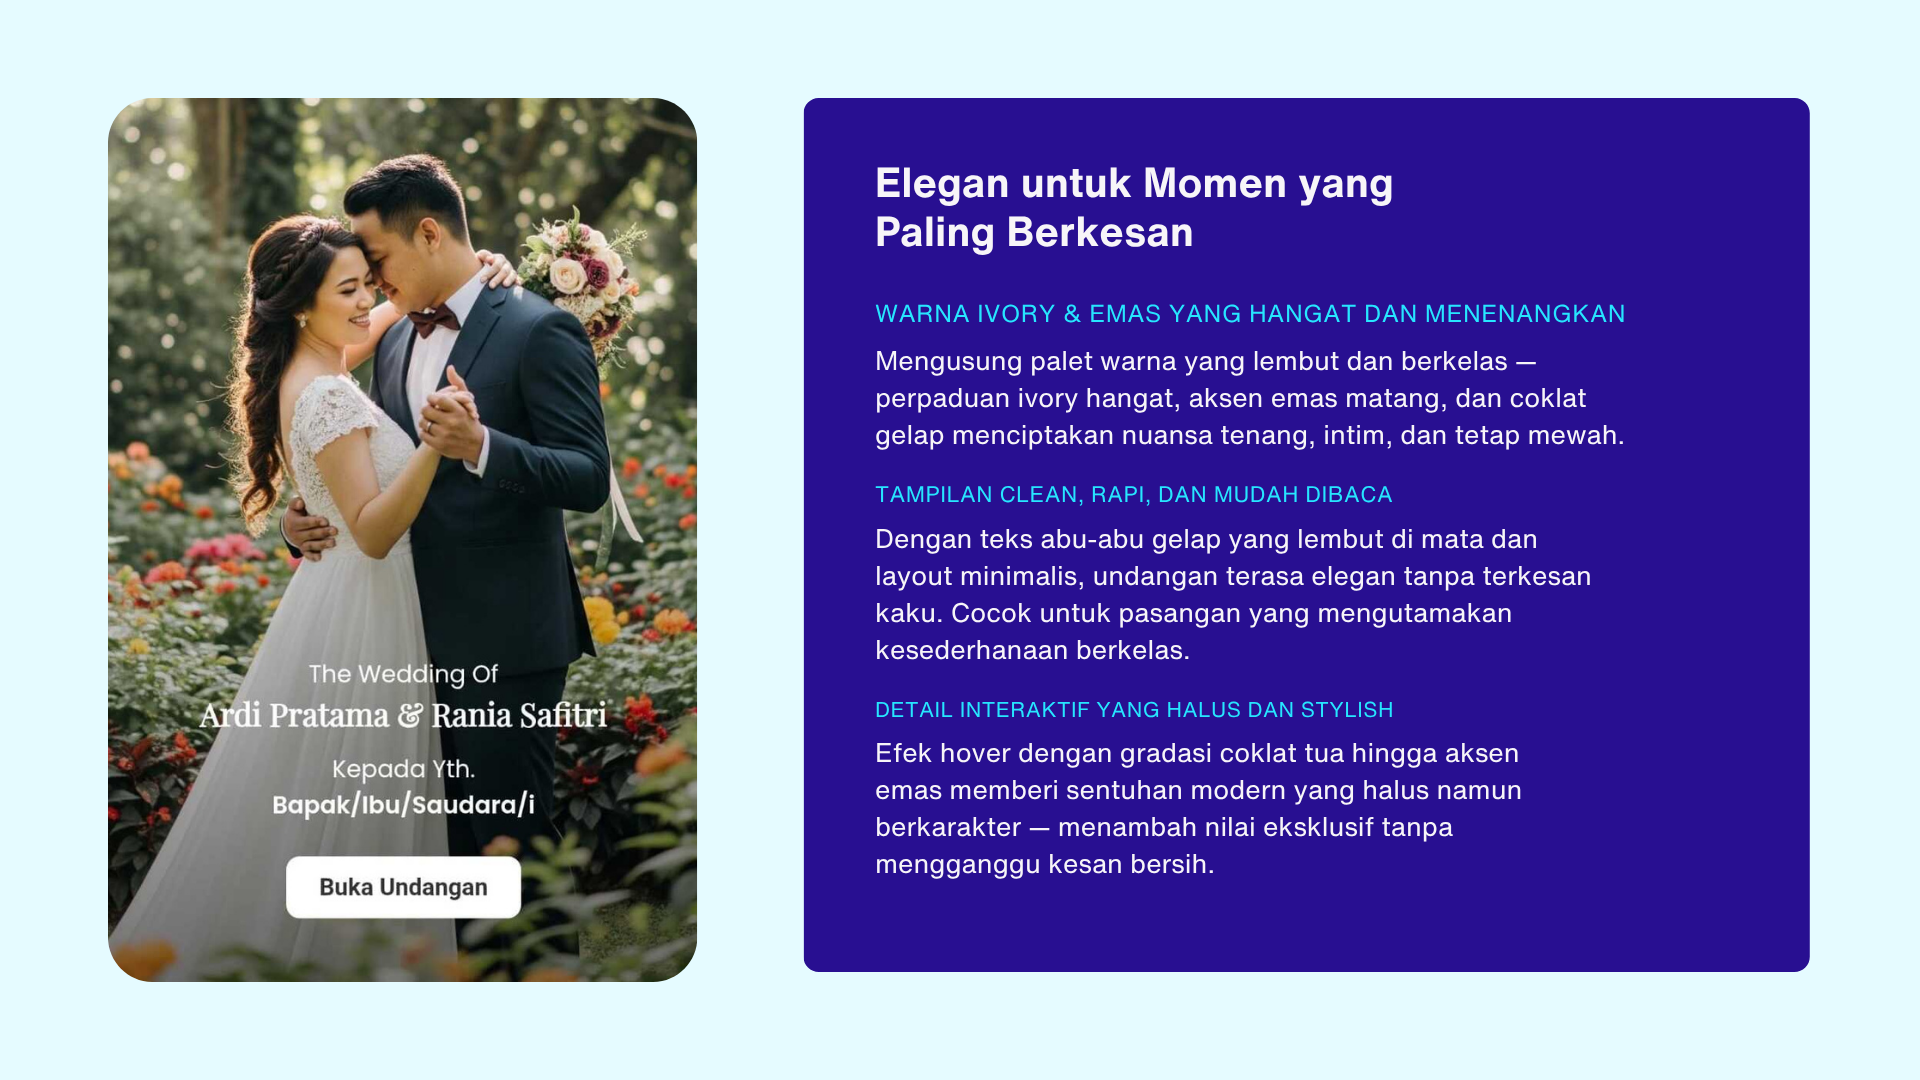 The Wedding Of
Ardi Pratama & Rania Safitri
Kepada Yth.
Bapak/Ibu/Saudara/i
Buka Undangan
Elegan untuk Momen yang
Paling Berkesan
WARNA IVORY & EMAS YANG HANGAT DAN MENENANGKAN
Mengusung palet warna yang lembut dan berkelas —
perpaduan ivory hangat, aksen emas matang, dan coklat
gelap menciptakan nuansa tenang, intim, dan tetap mewah.
TAMPILAN CLEAN, RAPI, DAN MUDAH DIBACA
Dengan teks abu-abu gelap yang lembut di mata dan
layout minimalis, undangan terasa elegan tanpa terkesan
kaku. Cocok untuk pasangan yang mengutamakan
kesederhanaan berkelas.
DETAIL INTERAKTIF YANG HALUS DAN STYLISH
Efek hover dengan gradasi coklat tua hingga aksen
emas memberi sentuhan modern yang halus namun
berkarakter — menambah nilai eksklusif tanpa
mengganggu kesan bersih.